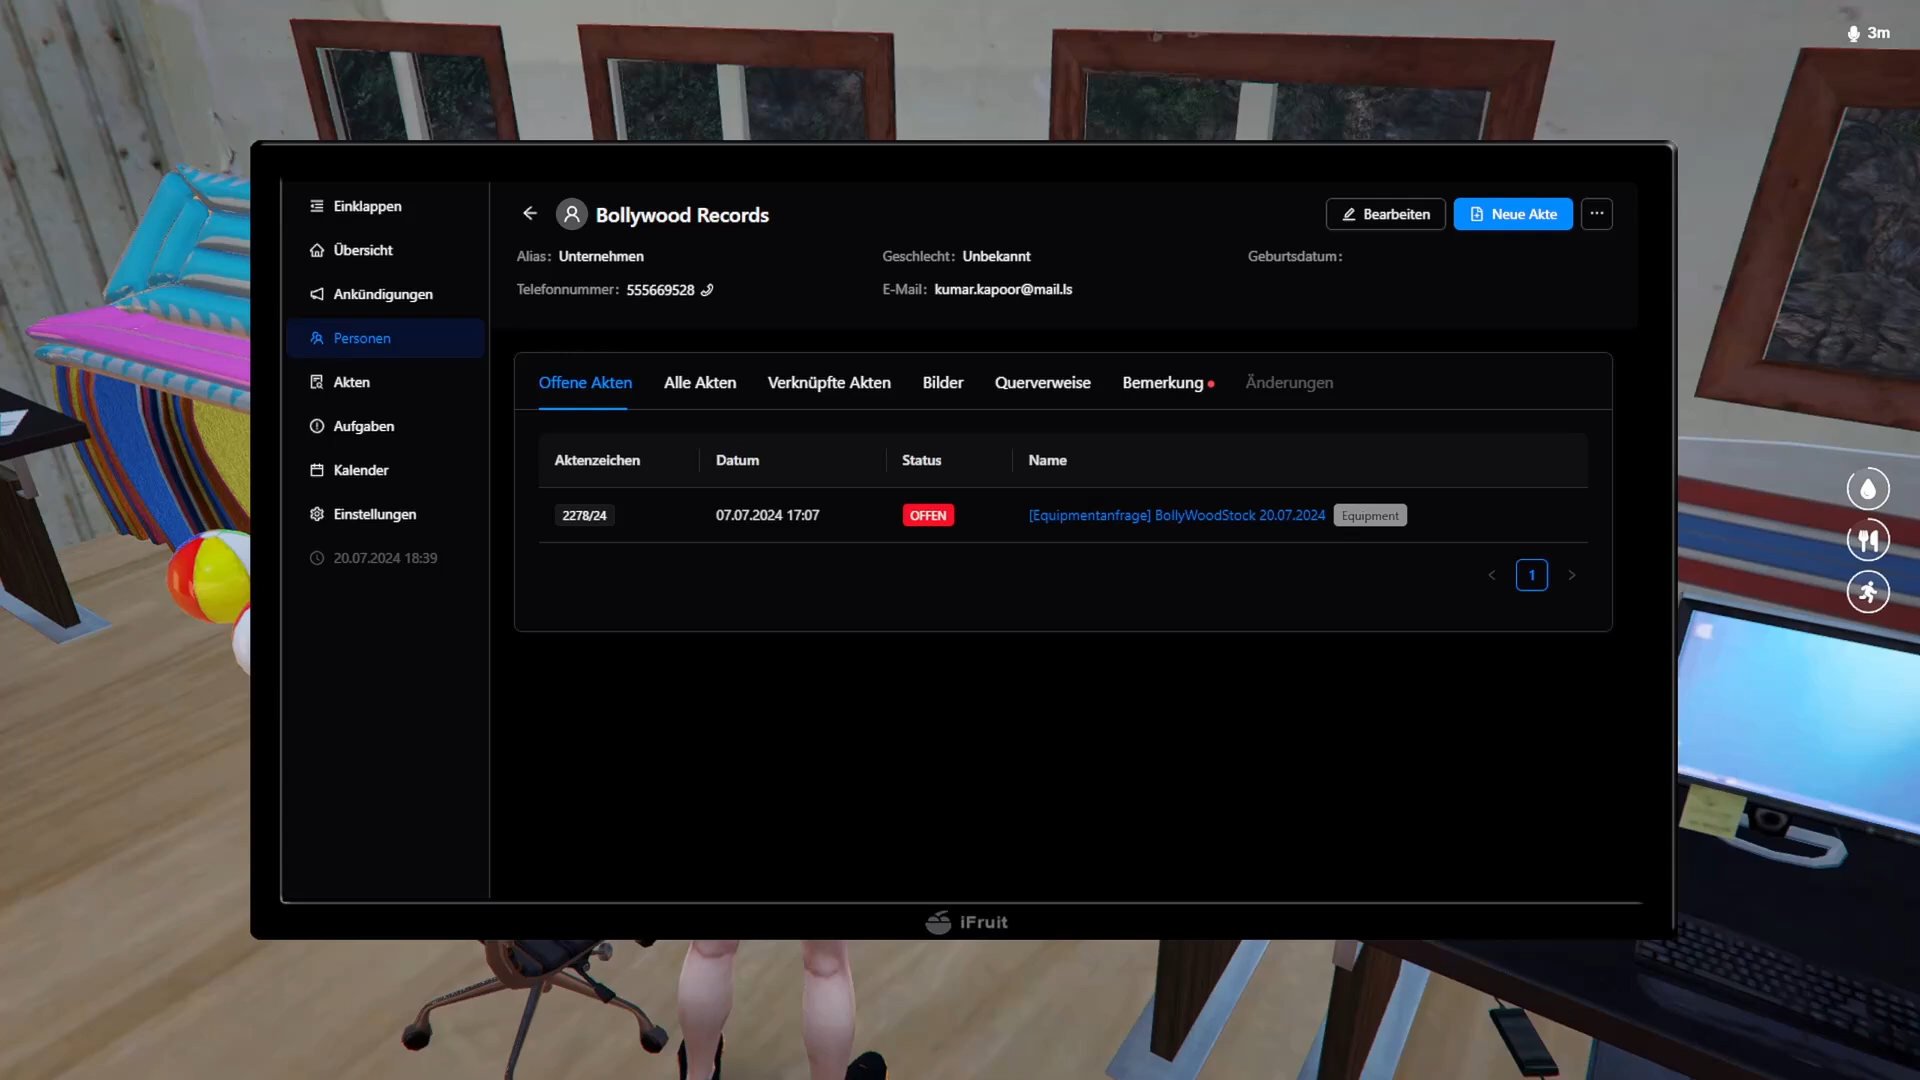 3m
Einklappen
Übersicht
Ankündigungen
Personen
Akten
Aufgaben
Kalender
Einstellungen
20.07.2024 18:39
Bollywood Records
Bearbeiten
Neue Akte
Alias: Unternehmen
Geschlecht: Unbekannt
Geburtsdatum:
Telefonnummer: 555669528
E-Mail: kumar.kapoor@mail.ls
Offene Akten
Alle Akten
Verknüpfte Akten
Bilder
Querverweise
Bemerkung
Änderungen
Aktenzeichen
Datum
Status
Name
2278/24
07.07.2024 17:07
OFFEN
[Equipmentanfrage] BollyWoodStock 20.07.2024
Equipment
1
iFruit